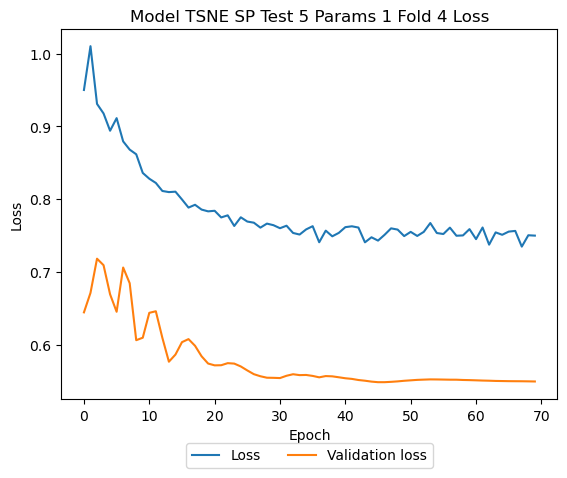 Model TSNE SP Test 5 Params 1 Fold 4 Loss
Loss
1.0
0.9
0.8
0.7
0.6
0 10 20 30 40 50 60 70
Epoch
Loss Validation loss